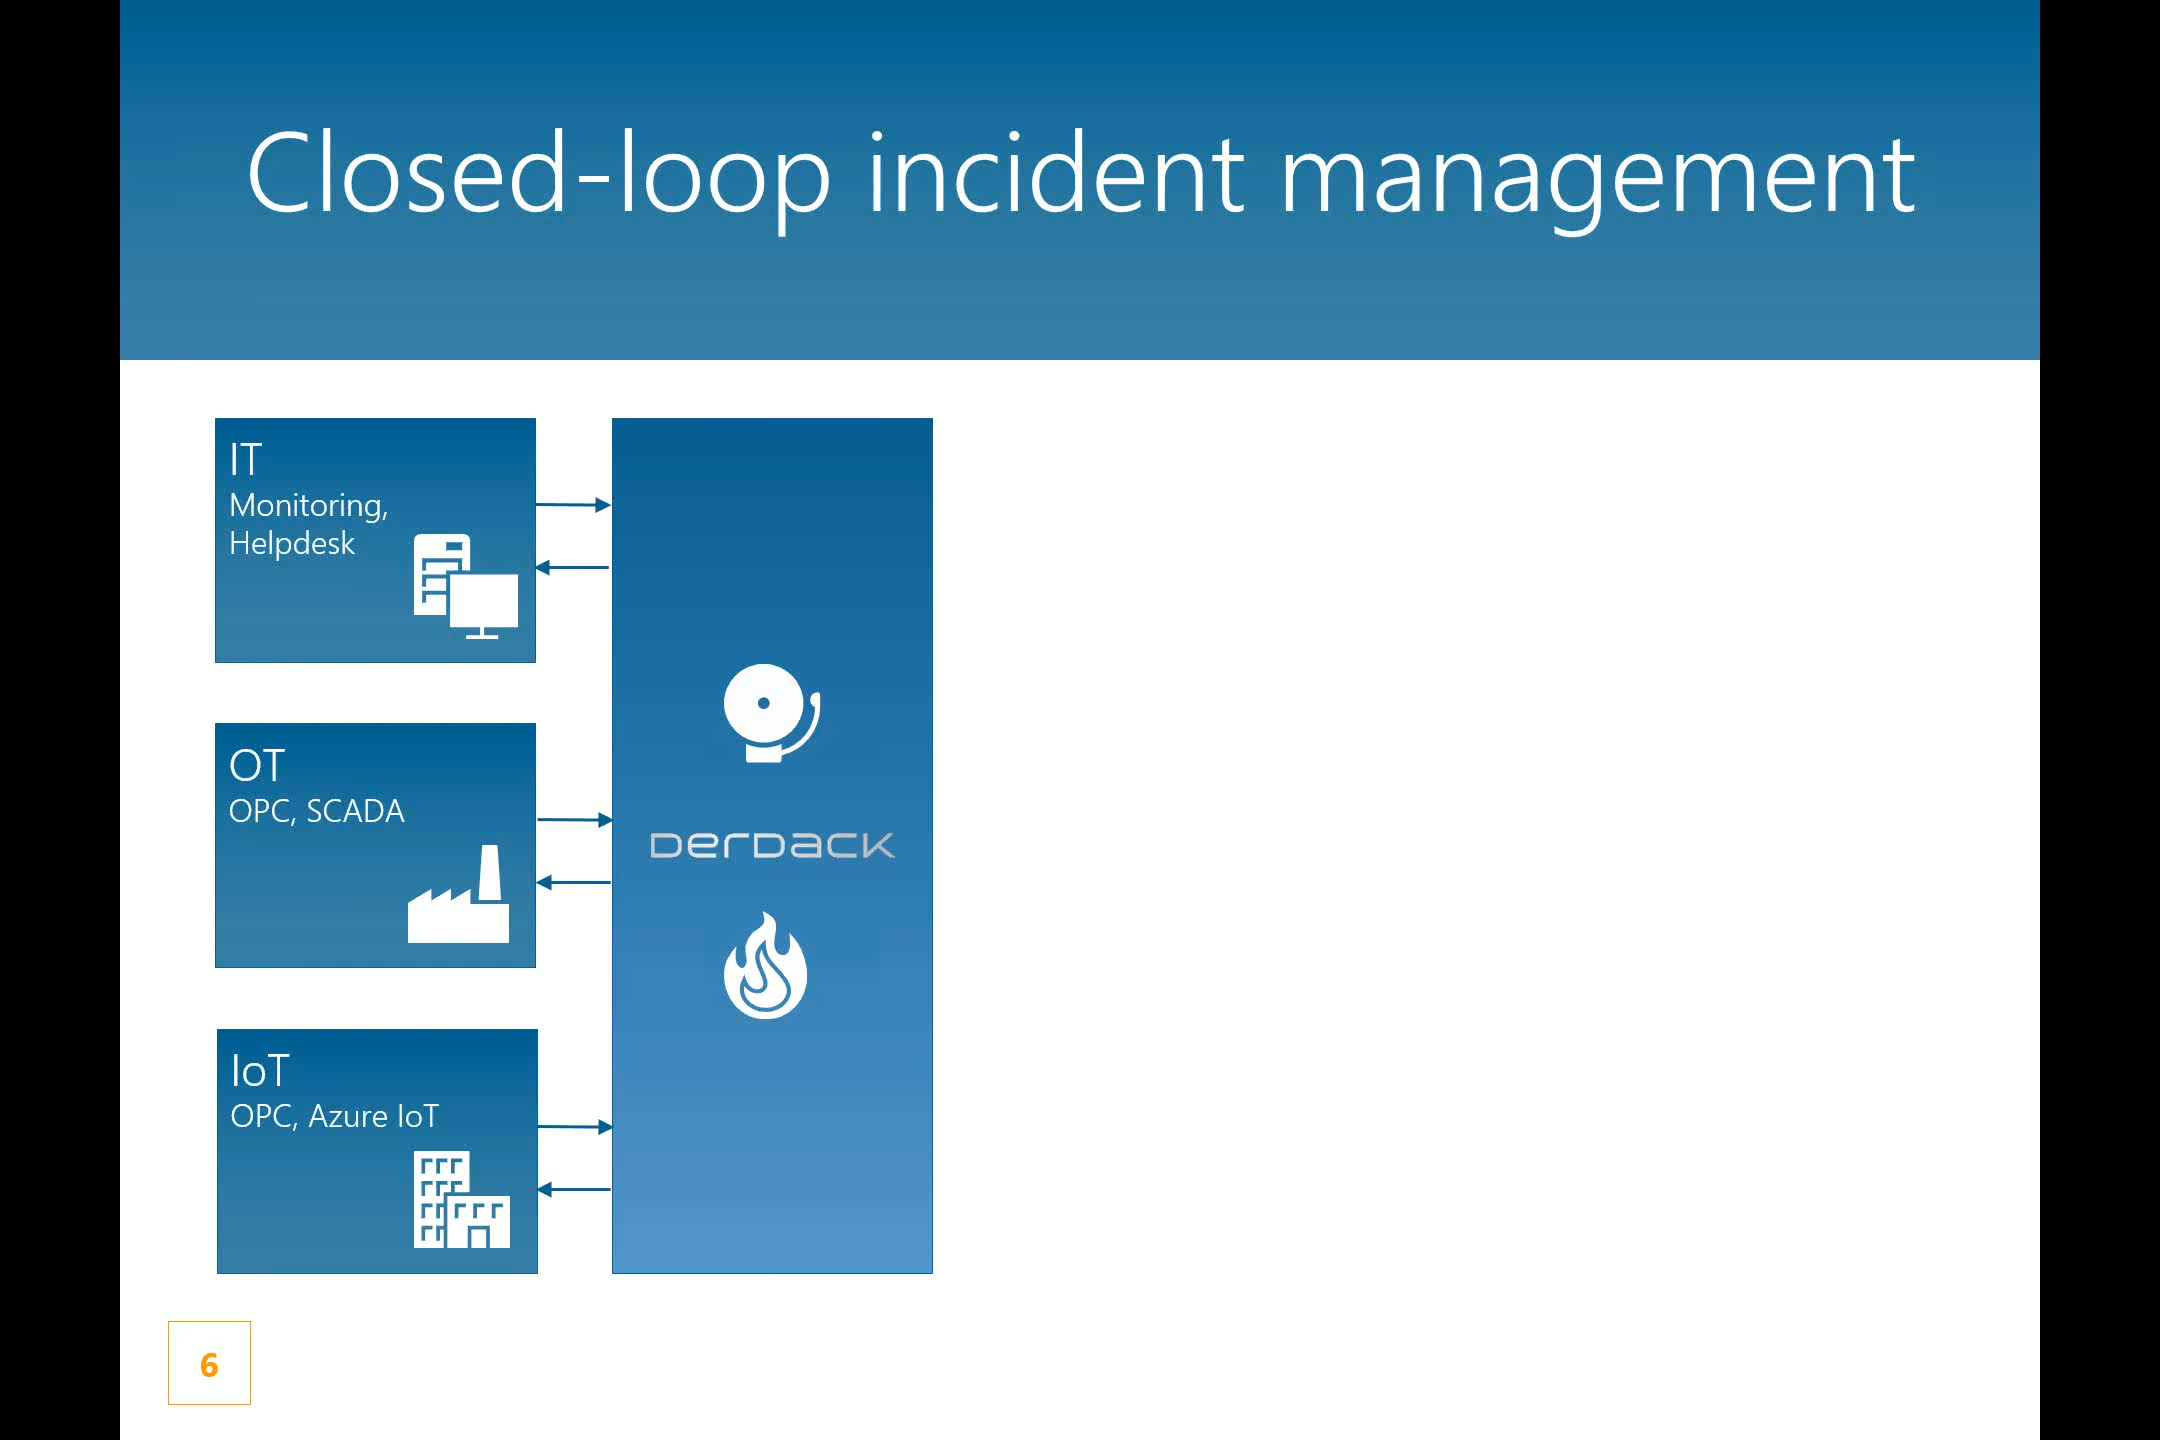 Closed-loop incident management
IT
Monitoring,
Helpdesk
OT
OPC, SCADA
IoT
OPC, Azure IoT
DerDack
6